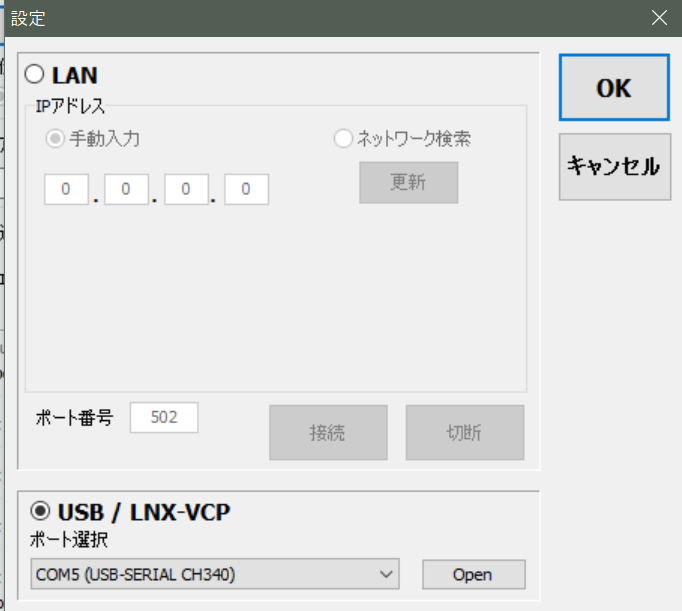 設定
LAN
IPアドレス
手動入力 ネットワーク検索
0 . 0 . 0 . 0 更新
ポート番号 502 接続 切断
USB / LNX-VCP
ポート選択
COM5 (USB-SERIAL CH340) Open
OK
キャンセル